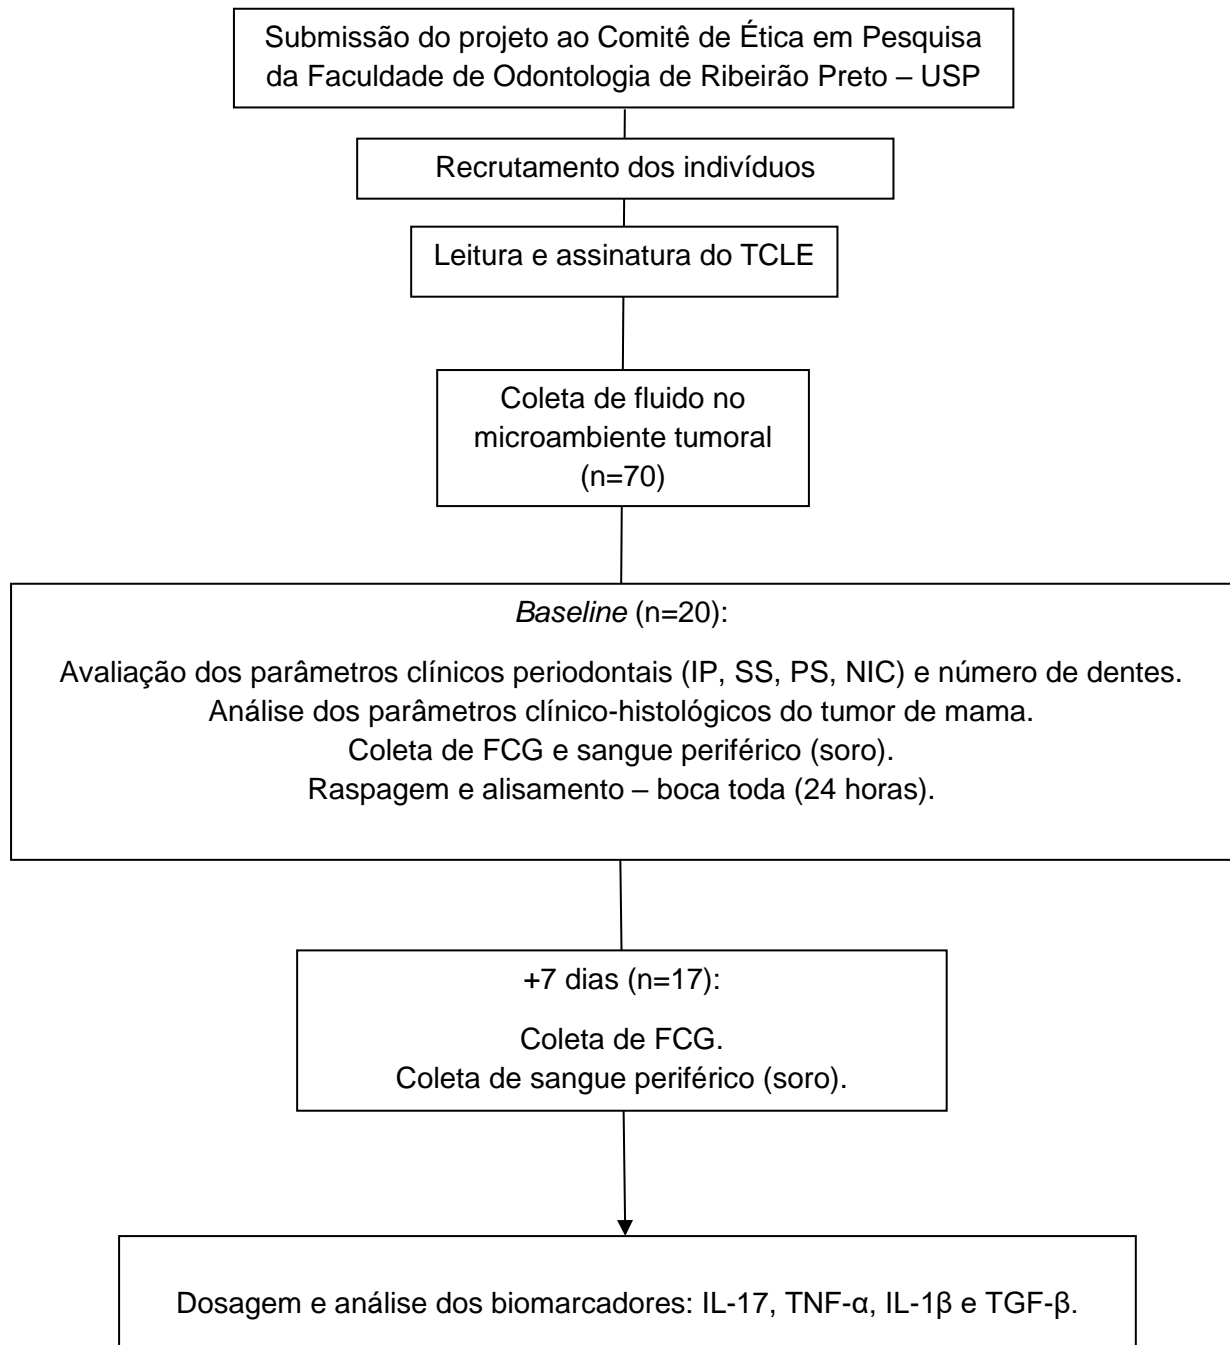 Submissão do projeto ao Comitê de Ética em Pesquisa
da Faculdade de Odontologia de Ribeirão Preto – USP
Recrutamento dos indivíduos
Leitura e assinatura do TCLE
Coleta de fluido no
microambiente tumoral
(n=70)
Baseline (n=20):
Avaliação dos parâmetros clínicos periodontais (IP, SS, PS, NIC) e número de dentes.
Análise dos parâmetros clínico-histológicos do tumor de mama.
Coleta de FCG e sangue periférico (soro).
Raspagem e alisamento – boca toda (24 horas).
+7 dias (n=17):
Coleta de FCG.
Coleta de sangue periférico (soro).
Dosagem e análise dos biomarcadores: IL-17, TNF-α, IL-1β e TGF-β.